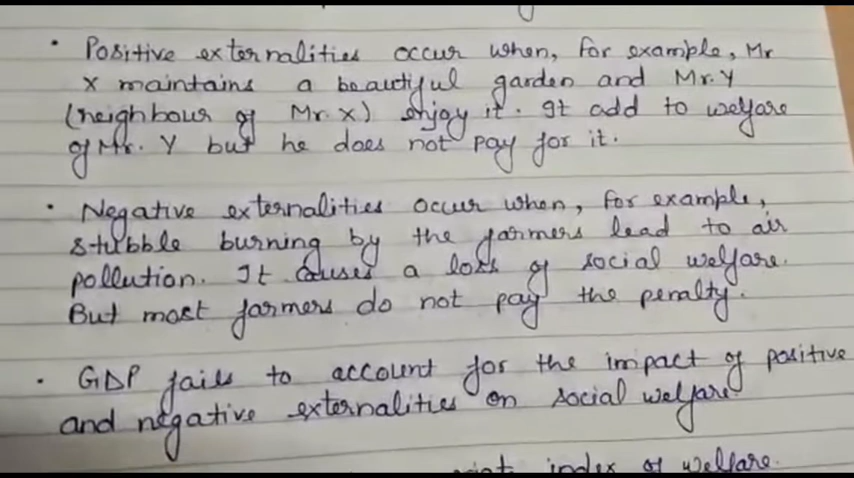 • Positive externalities occur when, for example, Mr
X maintains a beautiful garden and Mr. Y
(neighbour of Mr. X) enjoy it. It add to welfare
of Mr. Y but he does not pay for it.
• Negative externalities occur when, for example,
stubble burning by the farmers lead to air
pollution. It causes a loss of social welfare.
But most farmers do not pay the penalty.
• GDP fails to account for the impact of positive
and negative externalities on social welfare.
index of welfare.